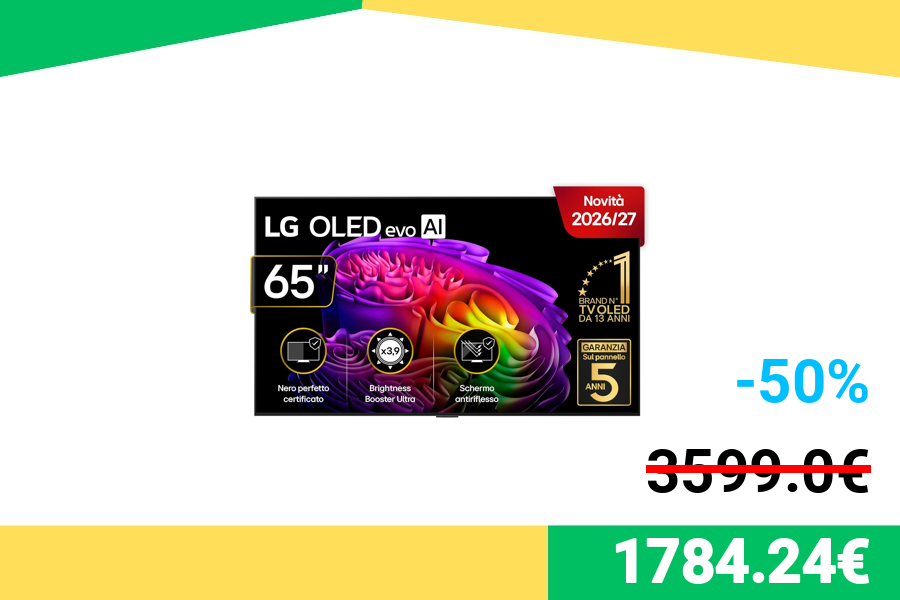 Novità
2026/27
LG OLED evo AI
65"
BRAND N° 1
TV OLED
DA 13 ANNI
x3,9
GARANZIA
Sul pannello
5 ANNI
Nero perfetto
certificato
Brightness
Booster Ultra
Schermo
antiriflesso
-50%
3599.0€
1784.24€